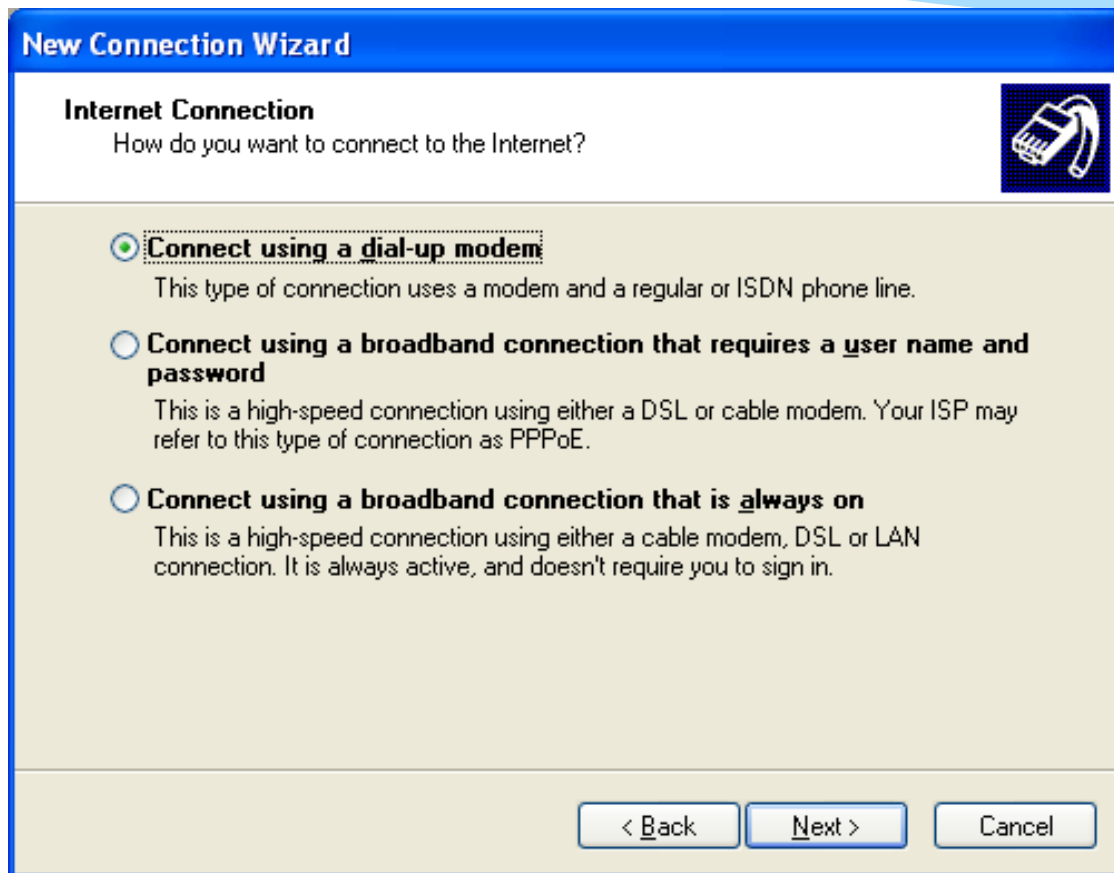 New Connection Wizard
Internet Connection
How do you want to connect to the Internet?
Connect using a dial-up modem
This type of connection uses a modem and a regular or ISDN phone line.
Connect using a broadband connection that requires a user name and
password
This is a high-speed connection using either a DSL or cable modem. Your ISP may
refer to this type of connection as PPPoE.
Connect using a broadband connection that is always on
This is a high-speed connection using either a cable modem, DSL or LAN
connection. It is always active, and doesn't require you to sign in.
< Back Next > Cancel